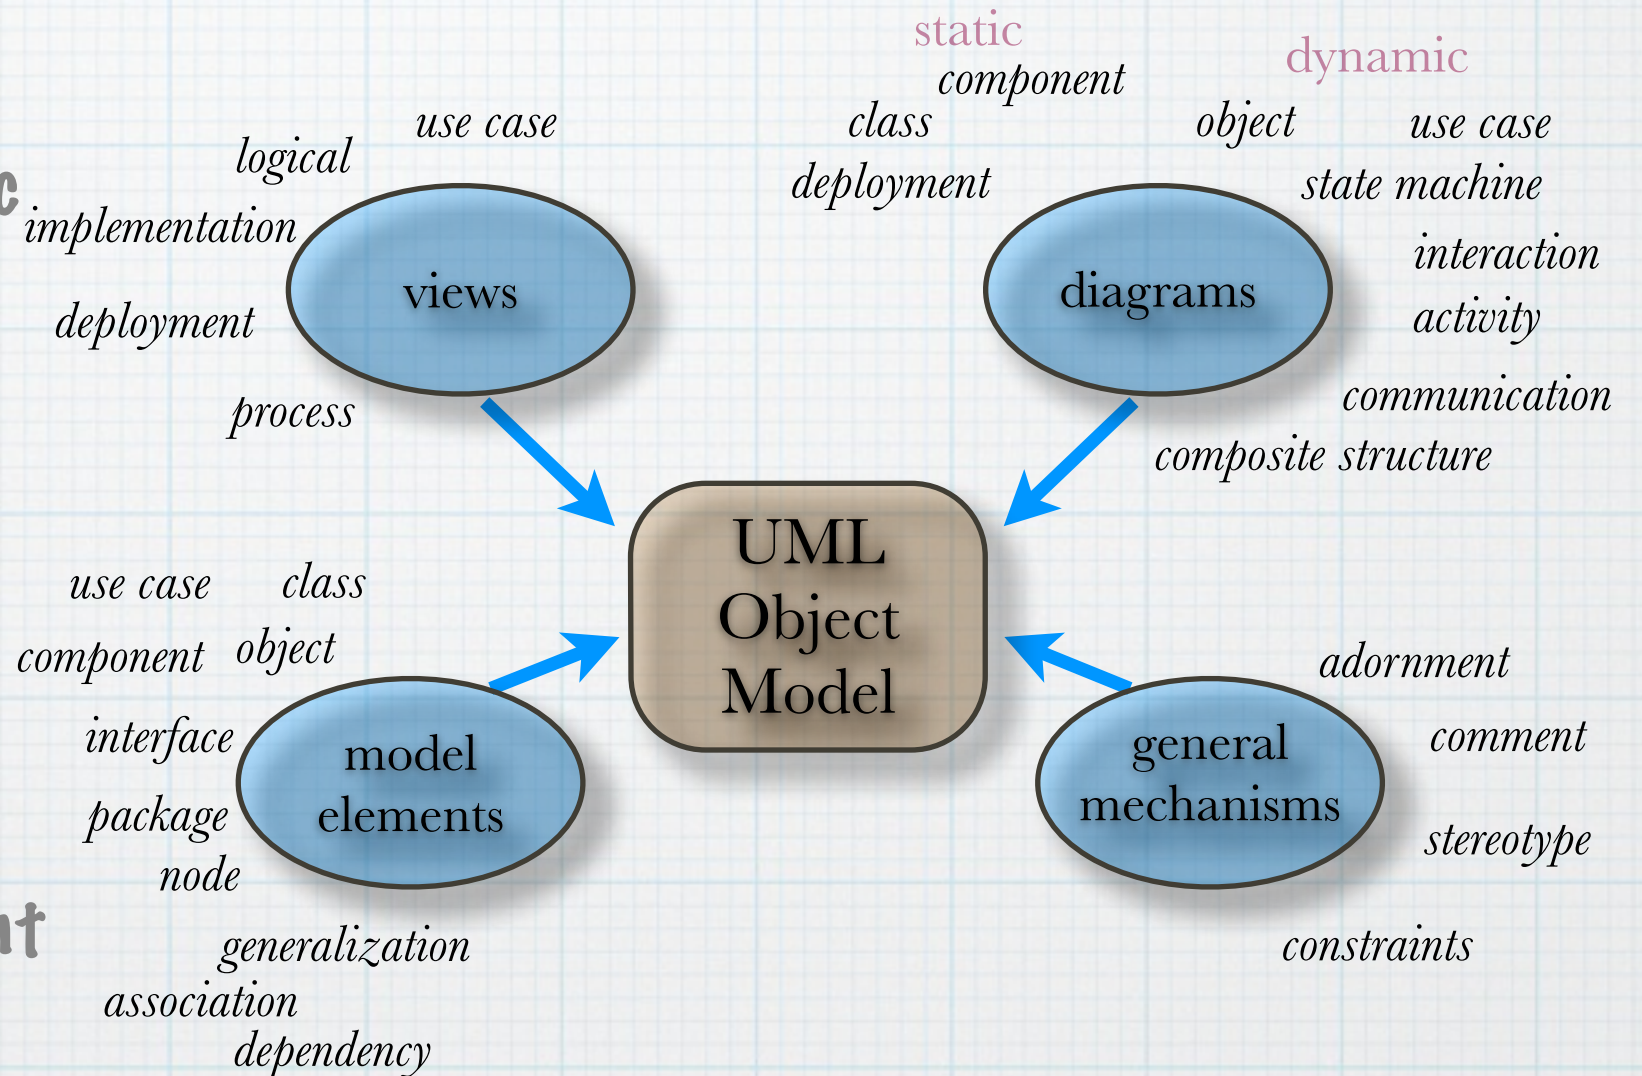 static
dynamic
component
class
object
use case
deployment
state machine
interaction
activity
communication
composite structure
diagrams
use case
logical
implementation
deployment
process
views
UML
Object
Model
use case
class
component
object
interface
package
node
generalization
association
dependency
model
elements
adornment
comment
stereotype
constraints
general
mechanisms